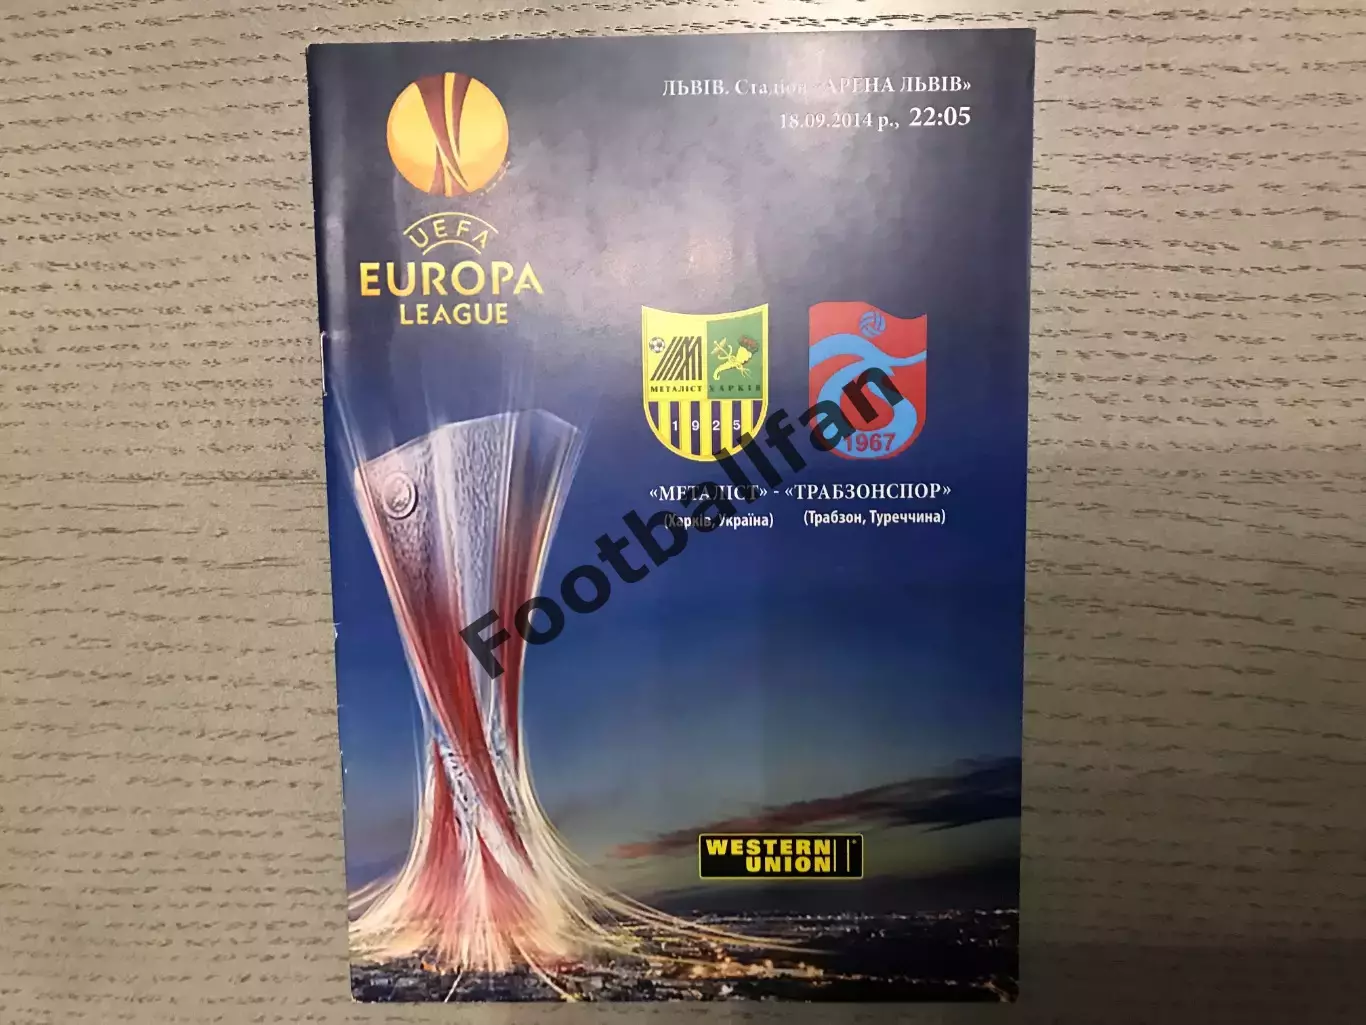 ЛЬВІВ. Стадіон «АРЕНА ЛЬВІВ»
18.09.2014 р., 22:05
UEFA
EUROPA
LEAGUE
МЕТАЛІСТ ХАРКІВ
1925
1967
«МЕТАЛІСТ» - «ТРАБЗОНСПОР»
(Харків, Україна) (Трабзон, Туреччина)
Footballfan
WESTERN
UNION